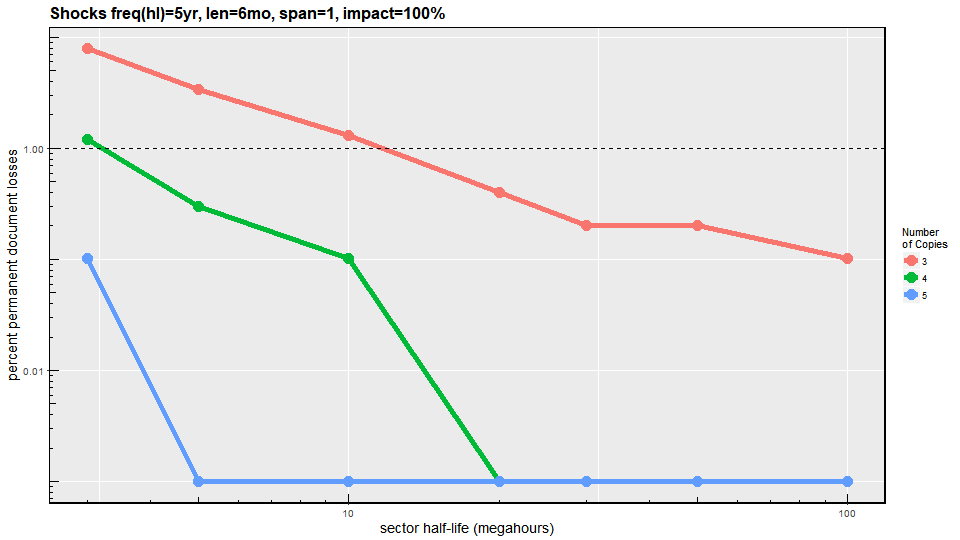 Shocks freq(hl)=5yr, len=6mo, span=1, impact=100%
percent permanent document losses
1.00
0.01
10
100
sector half-life (megahours)
Number
of Copies
3
4
5